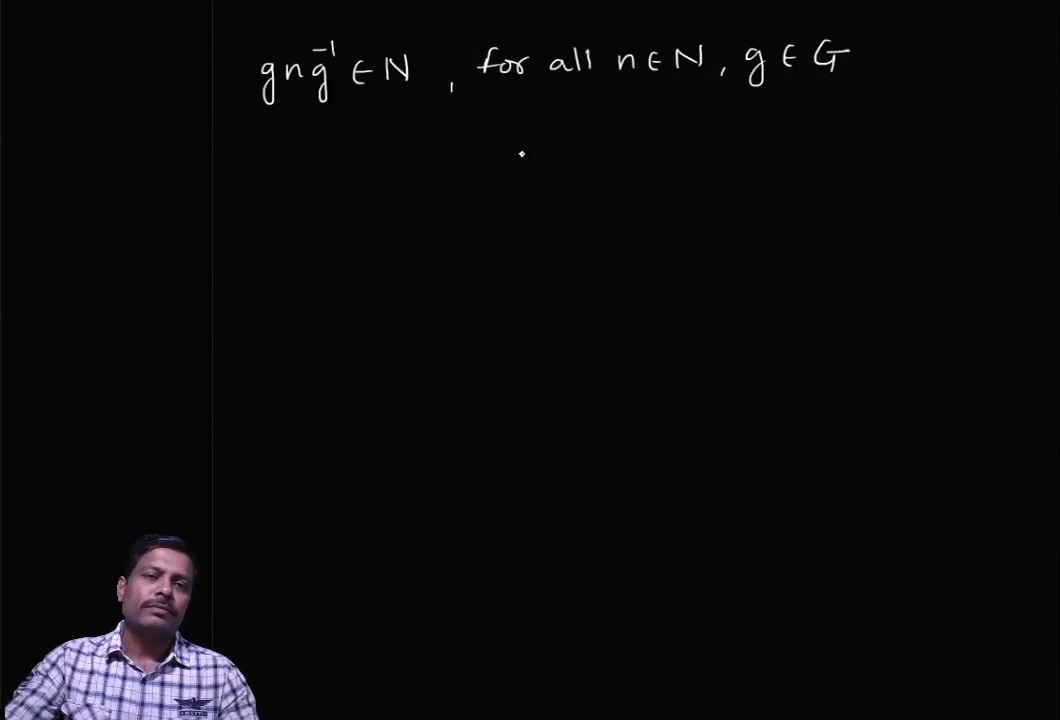 gng⁻¹ ∈ N , for all n ∈ N, g ∈ G